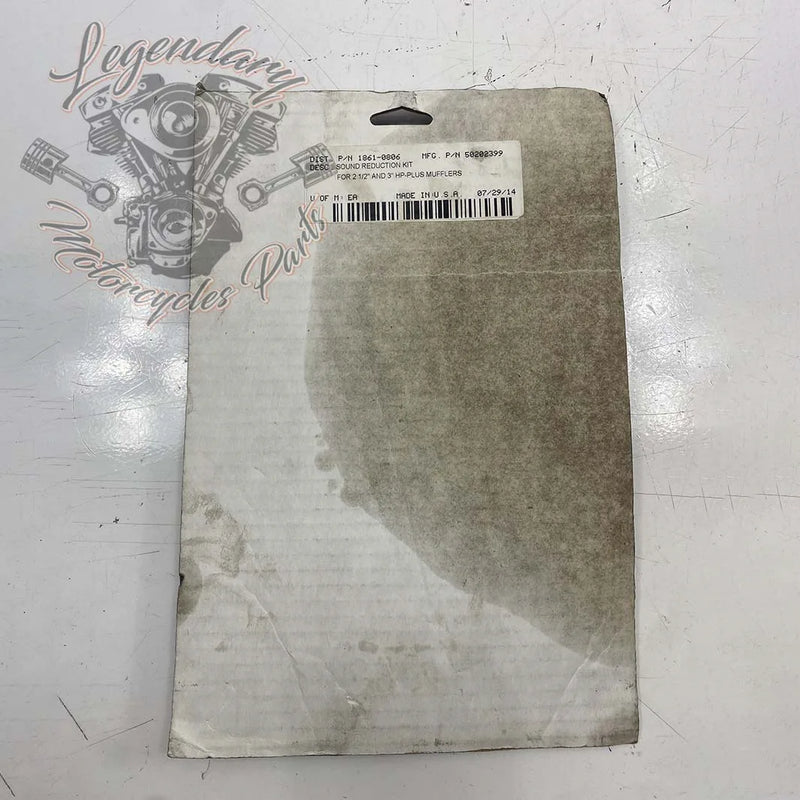 Legendary
Motorcycles Parts
DIST. P/N 1861-0806 MFG. P/N 50202399
DESC: SOUND REDUCTION KIT
FOR 2 1/2" AND 3" HP-PLUS MUFFLERS
U OF M: EA MADE IN U.S.A 07/29/14